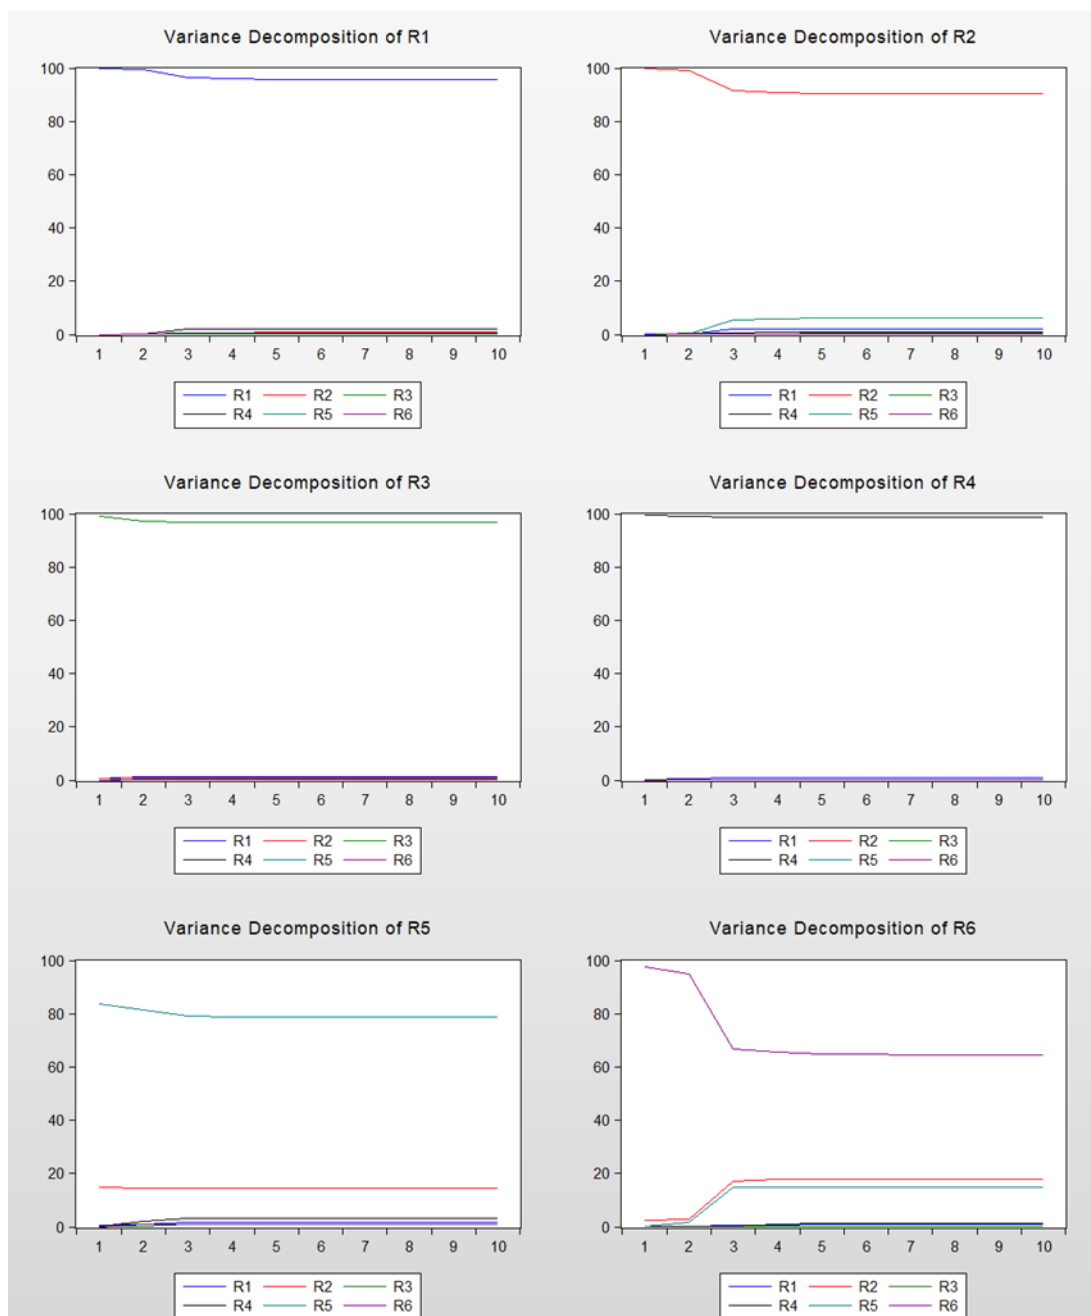 Variance Decomposition of R1
100
80
60
40
20
0
1 2 3 4 5 6 7 8 9 10
R1 R2 R3
R4 R5 R6
Variance Decomposition of R2
100
80
60
40
20
0
1 2 3 4 5 6 7 8 9 10
R1 R2 R3
R4 R5 R6
Variance Decomposition of R3
100
80
60
40
20
0
1 2 3 4 5 6 7 8 9 10
R1 R2 R3
R4 R5 R6
Variance Decomposition of R4
100
80
60
40
20
0
1 2 3 4 5 6 7 8 9 10
R1 R2 R3
R4 R5 R6
Variance Decomposition of R5
100
80
60
40
20
0
1 2 3 4 5 6 7 8 9 10
R1 R2 R3
R4 R5 R6
Variance Decomposition of R6
100
80
60
40
20
0
1 2 3 4 5 6 7 8 9 10
R1 R2 R3
R4 R5 R6